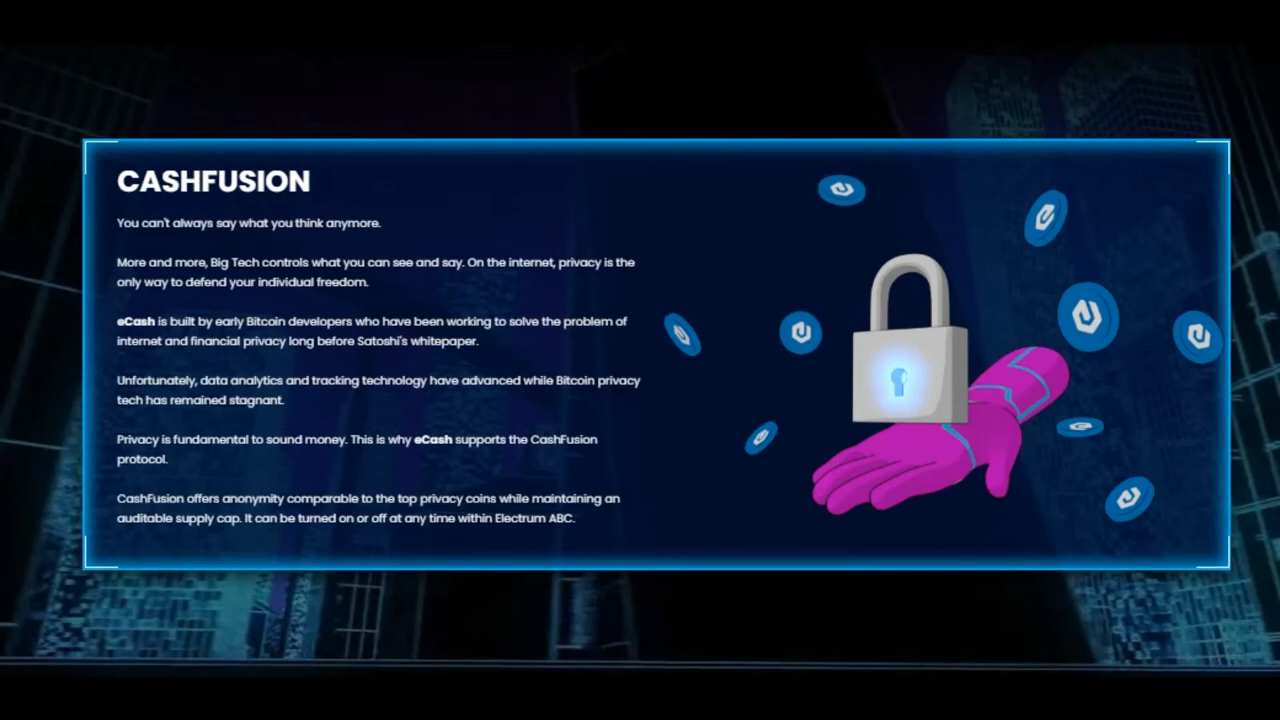 CASHFUSION
You can't always say what you think anymore.
More and more, Big Tech controls what you can see and say. On the internet, privacy is the
only way to defend your individual freedom.
eCash is built by early Bitcoin developers who have been working to solve the problem of
internet and financial privacy long before Satoshi's whitepaper.
Unfortunately, data analytics and tracking technology have advanced while Bitcoin privacy
tech has remained stagnant.
Privacy is fundamental to sound money. This is why eCash supports the CashFusion
protocol.
CashFusion offers anonymity comparable to the top privacy coins while maintaining an
auditable supply cap. It can be turned on or off at any time within Electrum ABC.